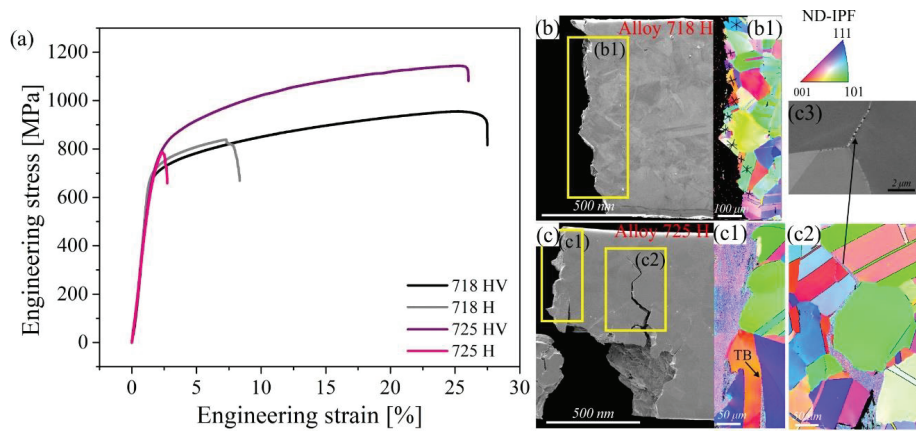 (a)
Engineering stress [MPa]
1200
1000
800
600
400
200
0
718 HV
718 H
725 HV
725 H
0 5 10 15 20 25 30
Engineering strain [%]
(b)
Alloy 718 H
(b1)
500 nm
(b1)
100 μm
ND-IPF
111
001 101
(c3)
2 μm
(c)
Alloy 725 H
(c1)
(c2)
500 nm
(c1)
TB
50 μm
(c2)